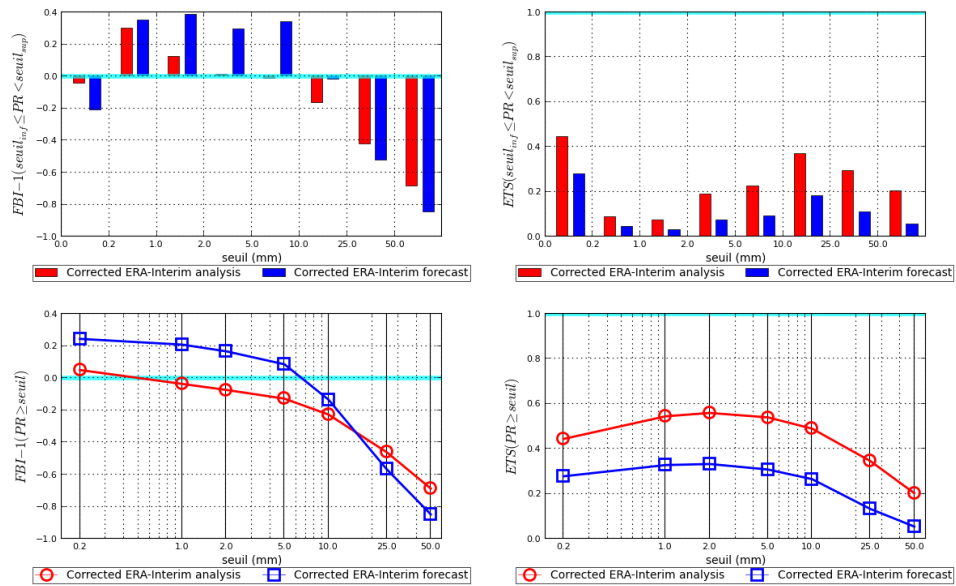 0.4
0.2
0.0
−0.2
−0.4
−0.6
−0.8
−1.0
FBI−1(seuil_inf ≤ PR < seuil_sup)
0.0 0.2 1.0 2.0 5.0 10.0 25.0 50.0
seuil (mm)
Corrected ERA-Interim analysis Corrected ERA-Interim forecast
1.0
0.8
0.6
0.4
0.2
0.0
ETS(seuil_inf ≤ PR < seuil_sup)
0.0 0.2 1.0 2.0 5.0 10.0 25.0 50.0
seuil (mm)
Corrected ERA-Interim analysis Corrected ERA-Interim forecast
0.4
0.2
0.0
−0.2
−0.4
−0.6
−0.8
−1.0
FBI−1(PR ≥ seuil)
0.2 1.0 2.0 5.0 10.0 25.0 50.0
seuil (mm)
Corrected ERA-Interim analysis Corrected ERA-Interim forecast
1.0
0.8
0.6
0.4
0.2
0.0
ETS(PR ≥ seuil)
0.2 1.0 2.0 5.0 10.0 25.0 50.0
seuil (mm)
Corrected ERA-Interim analysis Corrected ERA-Interim forecast